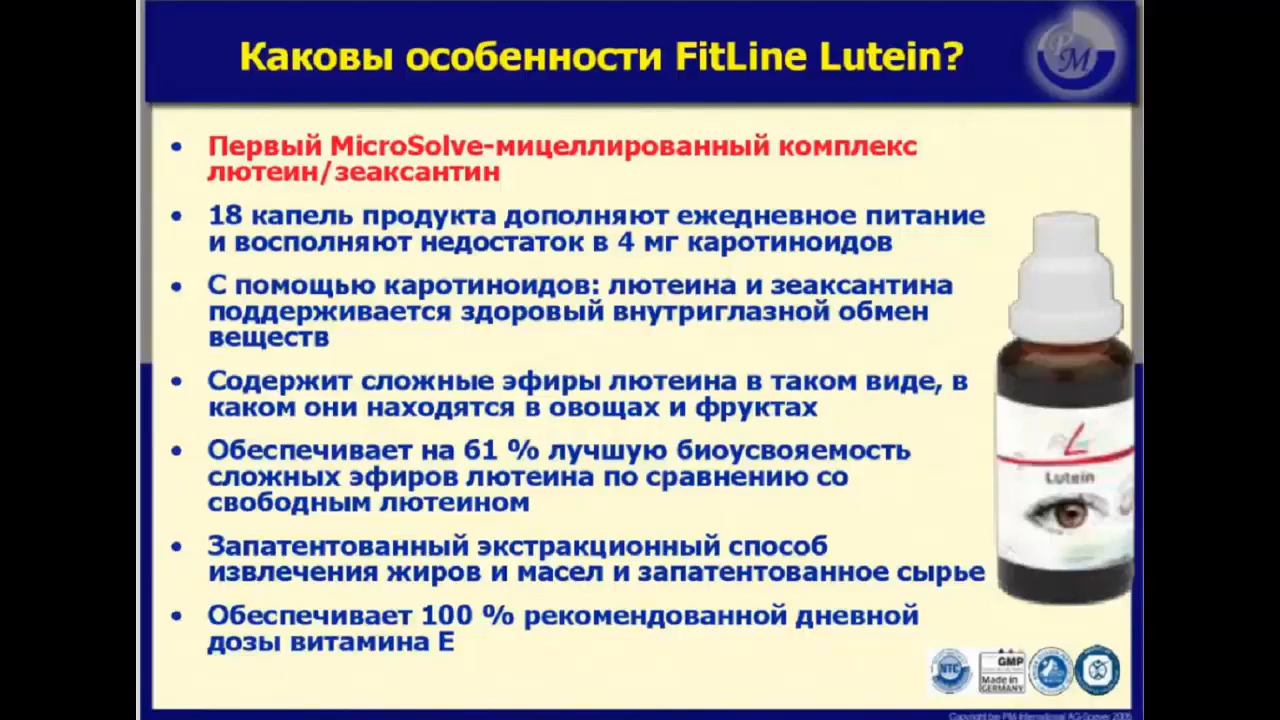 Каковы особенности FitLine Lutein?
PM
• Первый MicroSolve-мицеллированный комплекс
лютеин/зеаксантин
• 18 капель продукта дополняют ежедневное питание
и восполняют недостаток в 4 мг каротиноидов
• С помощью каротиноидов: лютеина и зеаксантина
поддерживается здоровый внутриглазной обмен
веществ
• Содержит сложные эфиры лютеина в таком виде, в
каком они находятся в овощах и фруктах
• Обеспечивает на 61 % лучшую биоусвояемость
сложных эфиров лютеина по сравнению со
свободным лютеином
• Запатентованный экстракционный способ
извлечения жиров и масел и запатентованное сырье
• Обеспечивает 100 % рекомендованной дневной
дозы витамина Е
Lutein
NTC
GMP
Made in
GERMANY